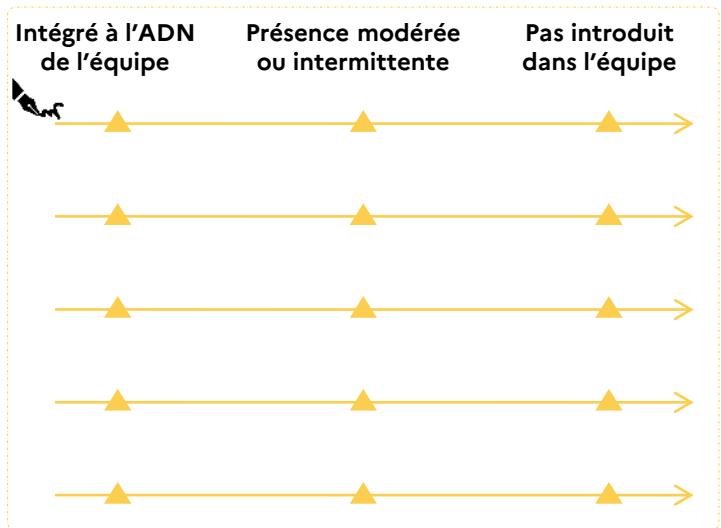 Intégré à l’ADN
de l’équipe
Présence modérée
ou intermittente
Pas introduit
dans l’équipe